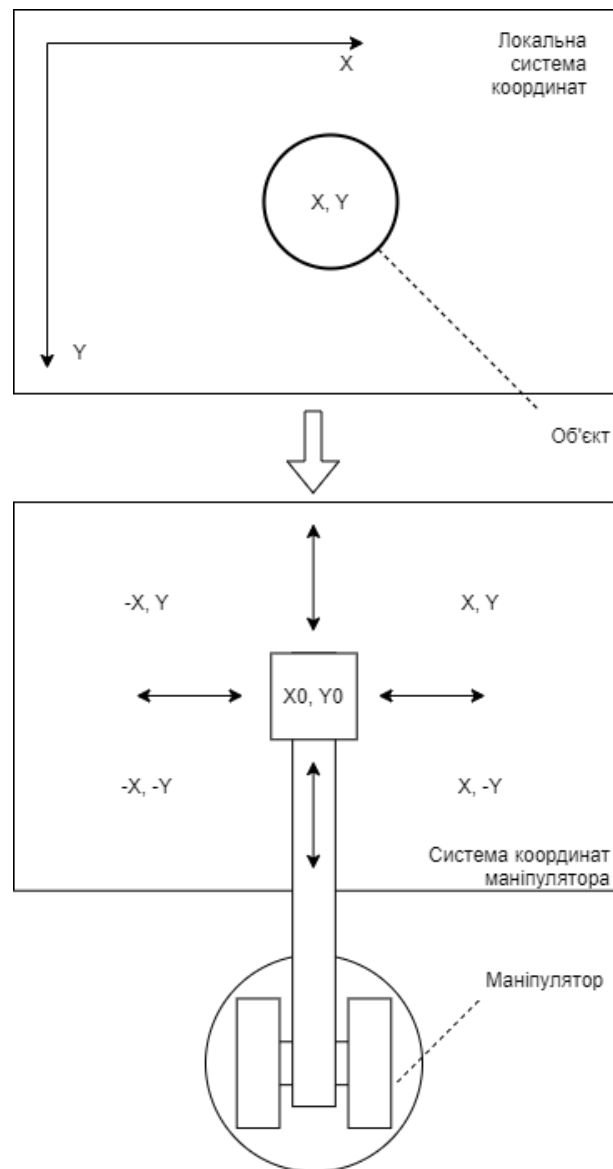 Локальна
система
координат
X
X, Y
Y
Об'єкт
-X, Y
X, Y
X0, Y0
-X, -Y
X, -Y
Система координат
маніпулятора
Маніпулятор